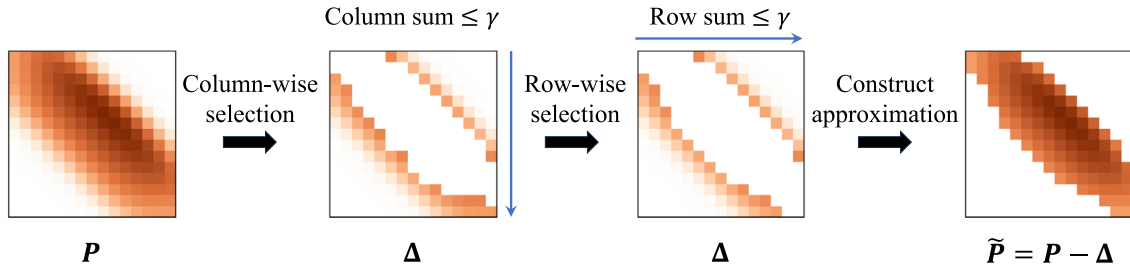 Column sum ≤ γ
Row sum ≤ γ
Column-wise
selection
Row-wise
selection
Construct
approximation
P
Δ
Δ
P̃ = P − Δ